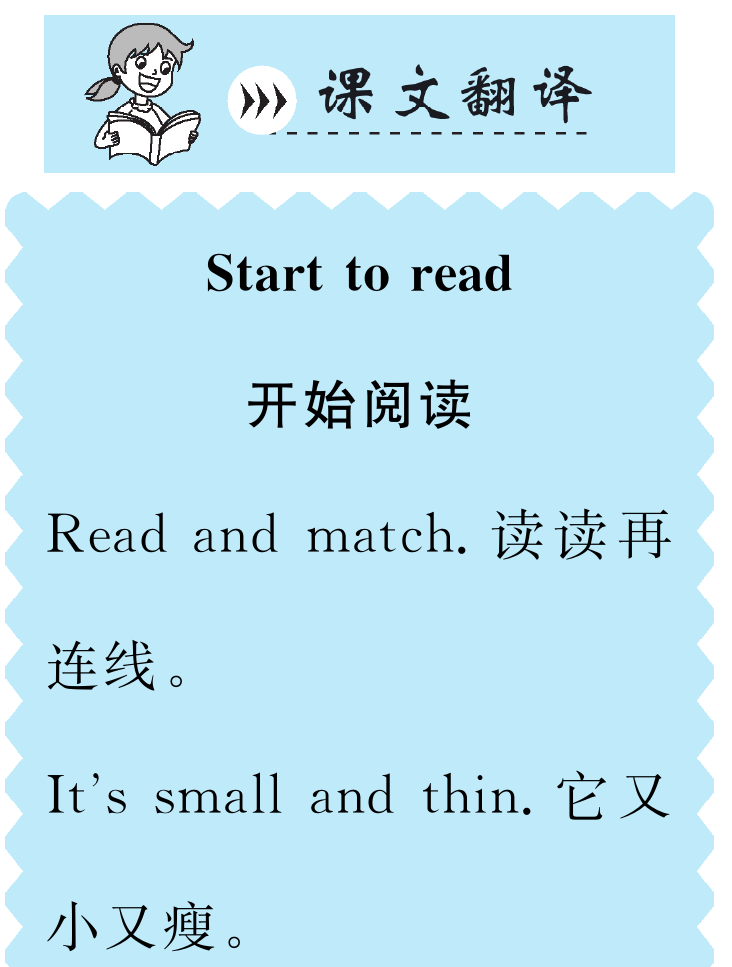 课文翻译
Start to read
开始阅读
Read and match. 读读再
连线。
It's small and thin. 它又
小又瘦。